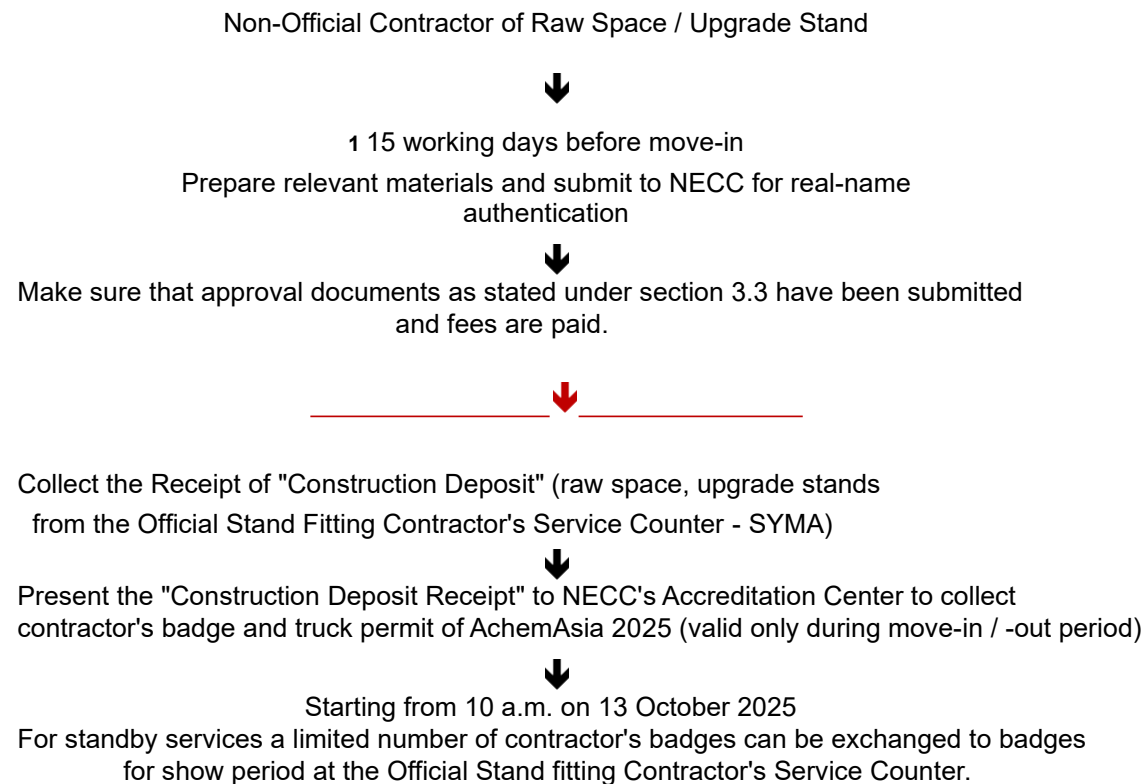 Non-Official Contractor of Raw Space / Upgrade Stand
1 15 working days before move-in
Prepare relevant materials and submit to NECC for real-name
authentication
Make sure that approval documents as stated under section 3.3 have been submitted
and fees are paid.
Collect the Receipt of "Construction Deposit" (raw space, upgrade stands
from the Official Stand Fitting Contractor's Service Counter - SYMA)
Present the "Construction Deposit Receipt" to NECC's Accreditation Center to collect
contractor's badge and truck permit of AchemAsia 2025 (valid only during move-in / -out period)
Starting from 10 a.m. on 13 October 2025
For standby services a limited number of contractor's badges can be exchanged to badges
for show period at the Official Stand fitting Contractor's Service Counter.